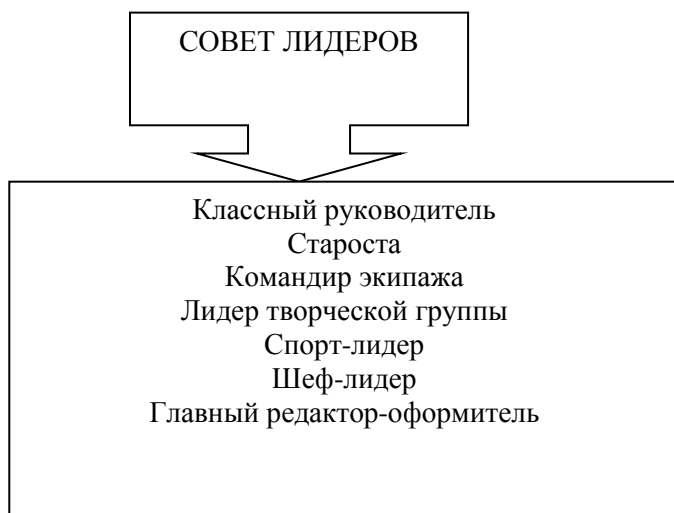 СОВЕТ ЛИДЕРОВ
Классный руководитель
Староста
Командир экипажа
Лидер творческой группы
Спорт-лидер
Шеф-лидер
Главный редактор-оформитель